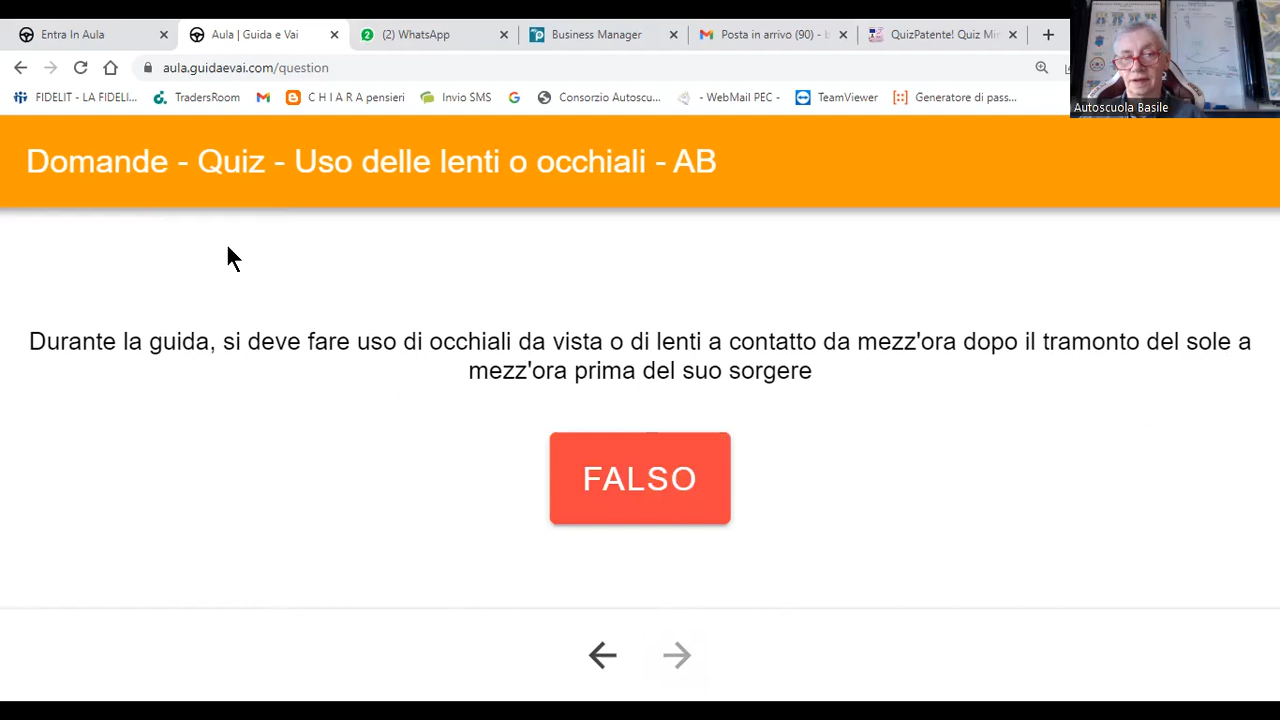 Entra In Aula
Aula | Guida e Vai
(2) WhatsApp
Business Manager
Posta in arrivo (90) - b
QuizPatente! Quiz Min
aula.guidaevai.com/question
Autoscuola Basile
FIDELIT - LA FIDELI...
TradersRoom
C H I A R A pensieri
Invio SMS
Consorzio Autoscu...
- WebMail PEC -
TeamViewer
Generatore di pass...
Domande - Quiz - Uso delle lenti o occhiali - AB
Durante la guida, si deve fare uso di occhiali da vista o di lenti a contatto da mezz'ora dopo il tramonto del sole a
mezz'ora prima del suo sorgere
FALSO